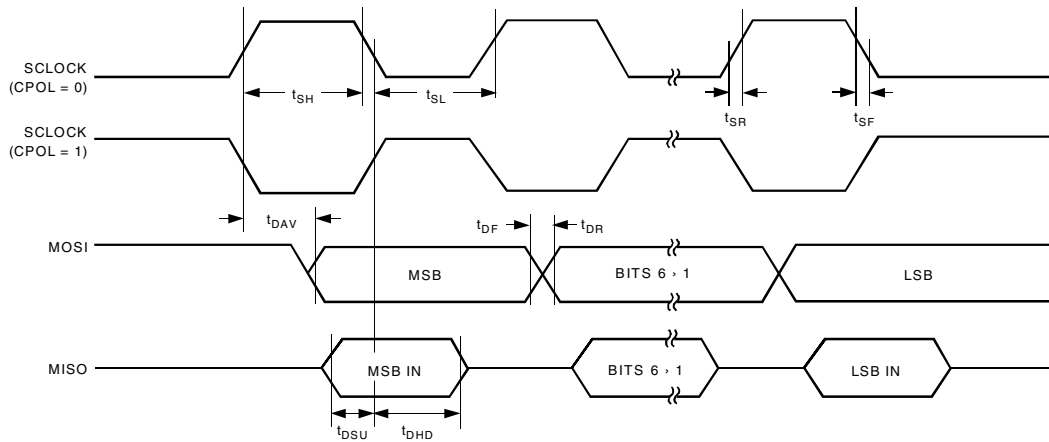 SCLOCK
(CPOL = 0)
tSH
tSL
tSR
tSF
SCLOCK
(CPOL = 1)
tDAV
tDF
tDR
MOSI
MSB
BITS 6 › 1
LSB
MISO
MSB IN
BITS 6 › 1
LSB IN
tDSU
tDHD